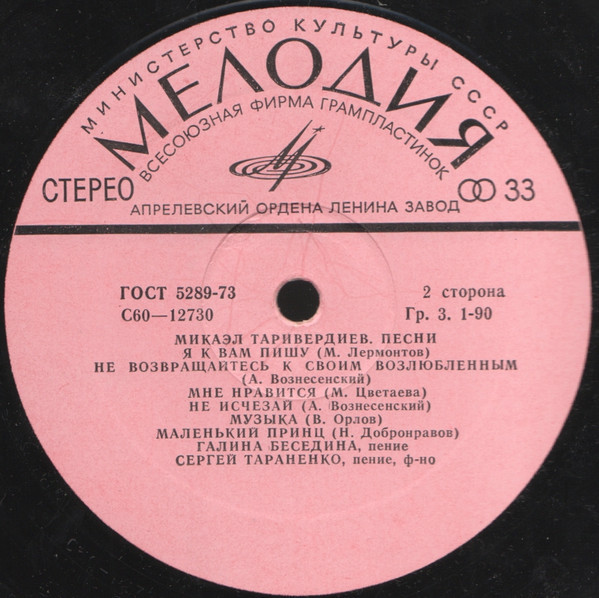 МИНИСТЕРСТВО КУЛЬТУРЫ СССР
МЕЛОДИЯ
ВСЕСОЮЗНАЯ ФИРМА ГРАМПЛАСТИНОК
СТЕРЕО
33
АПРЕЛЕВСКИЙ ОРДЕНА ЛЕНИНА ЗАВОД
ГОСТ 5289-73
2 сторона
С60—12730
Гр. 3. 1-90
МИКАЭЛ ТАРИВЕРДИЕВ. ПЕСНИ
Я К ВАМ ПИШУ (М. Лермонтов)
НЕ ВОЗВРАЩАЙТЕСЬ К СВОИМ ВОЗЛЮБЛЕННЫМ
(А. Вознесенский)
МНЕ НРАВИТСЯ (М. Цветаева)
НЕ ИСЧЕЗАЙ (А. Вознесенский)
МУЗЫКА (В. Орлов)
МАЛЕНЬКИЙ ПРИНЦ (Н. Добронравов)
ГАЛИНА БЕСЕДИНА, пение
СЕРГЕЙ ТАРАНЕНКО, пение, ф-но